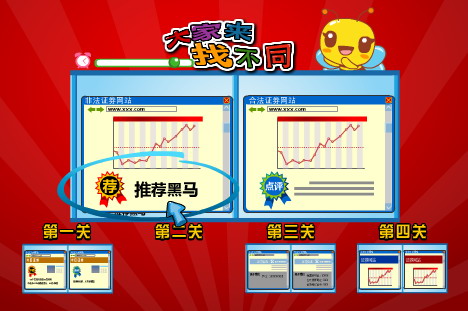 大家来
找不同
非法证券网站
www.xxx.com
荐
推荐黑马
合法证券网站
www.xxx.com
点评
第一关
第二关
第三关
第四关